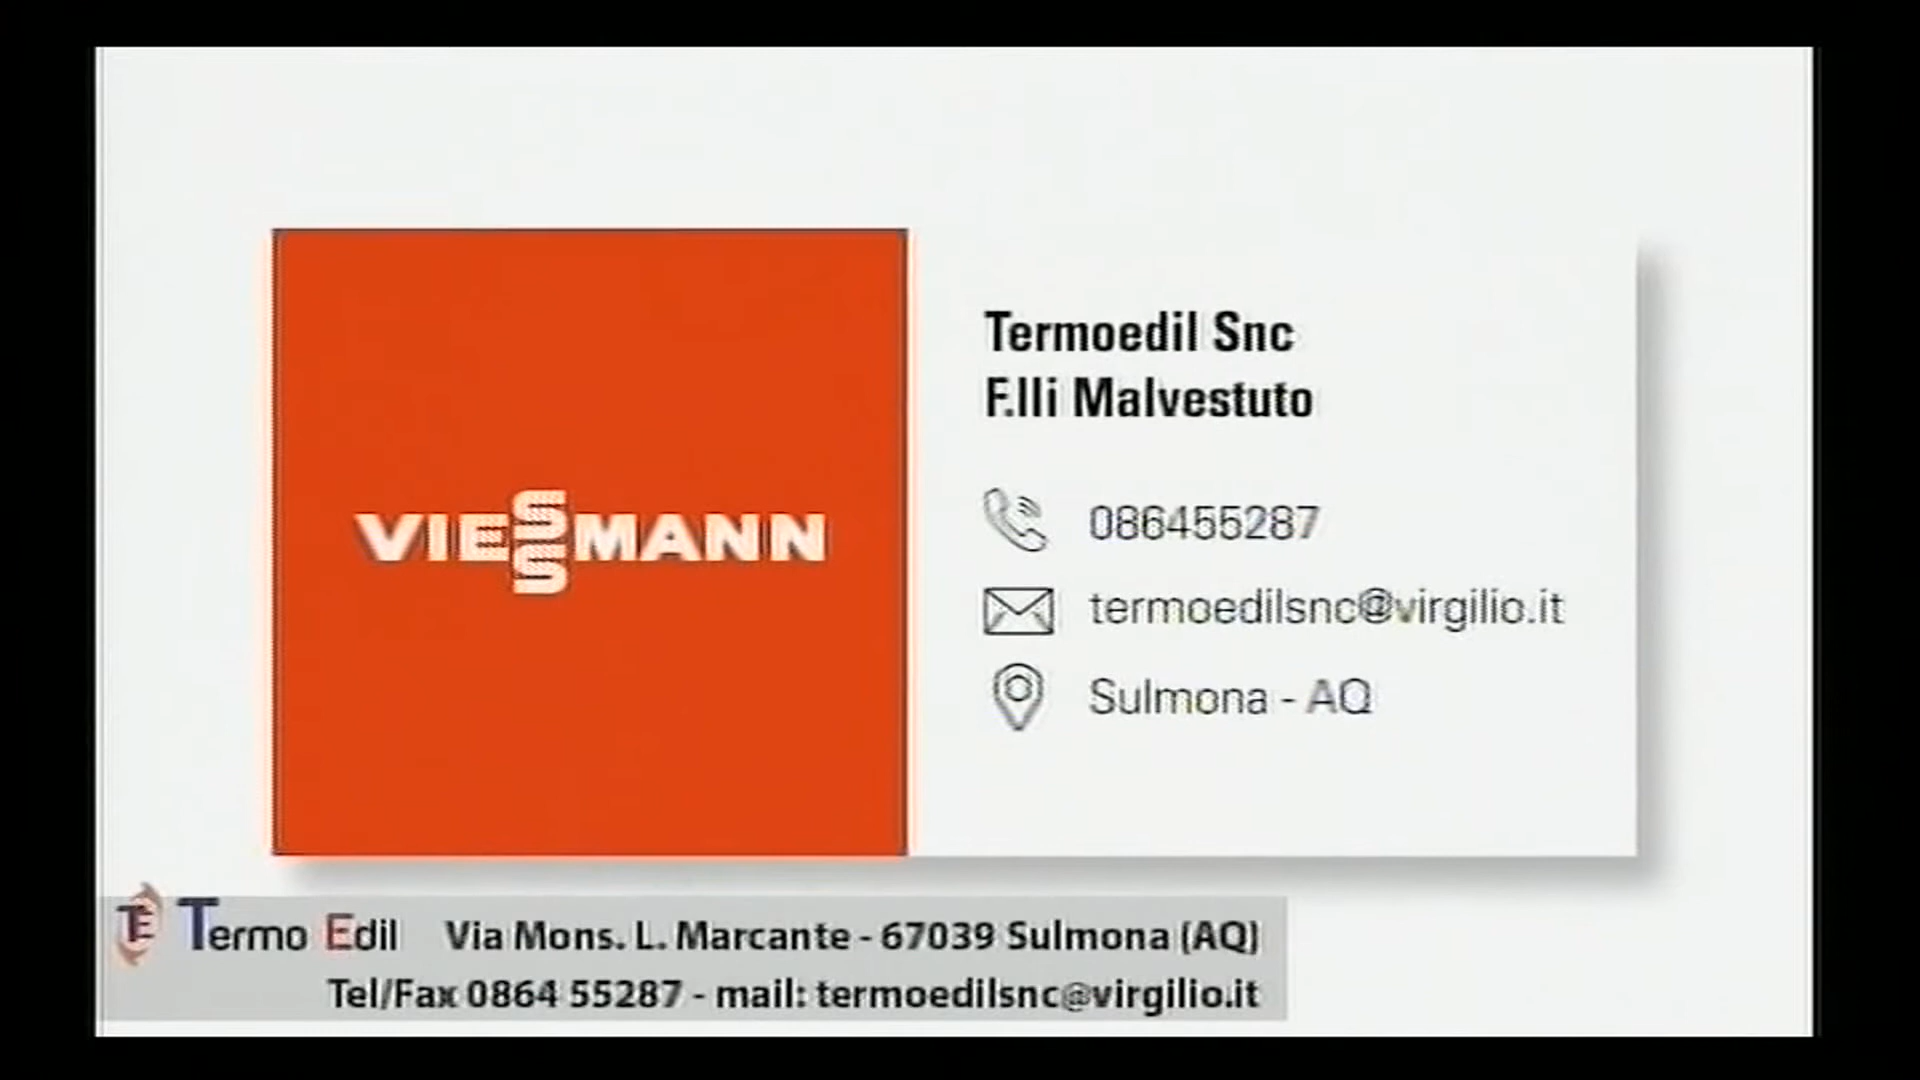 VIESSMANN
Termoedil Snc
F.lli Malvestuto
086455287
termoedilsnc@virgilio.it
Sulmona - AQ
TE Termo Edil Via Mons. L. Marcante - 67039 Sulmona (AQ)
Tel/Fax 0864 55287 - mail: termoedilsnc@virgilio.it